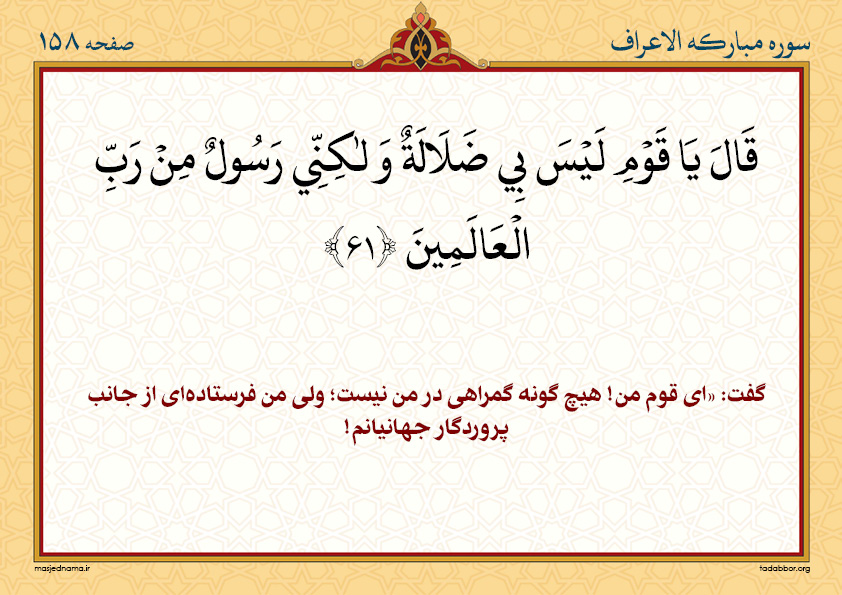 سوره مبارکه الاعراف
صفحه ۱۵۸
قَالَ يَا قَوْمِ لَيْسَ بِي ضَلَالَةٌ وَ لٰكِنِّي رَسُولٌ مِنْ رَبِّ
الْعَالَمِينَ ﴿۶۱﴾
گفت: «ای قوم من! هیچ گونه گمراهی در من نیست؛ ولی من فرستاده‌ای از جانب
پروردگار جهانیانم!
masjednama.ir
tadabbor.org